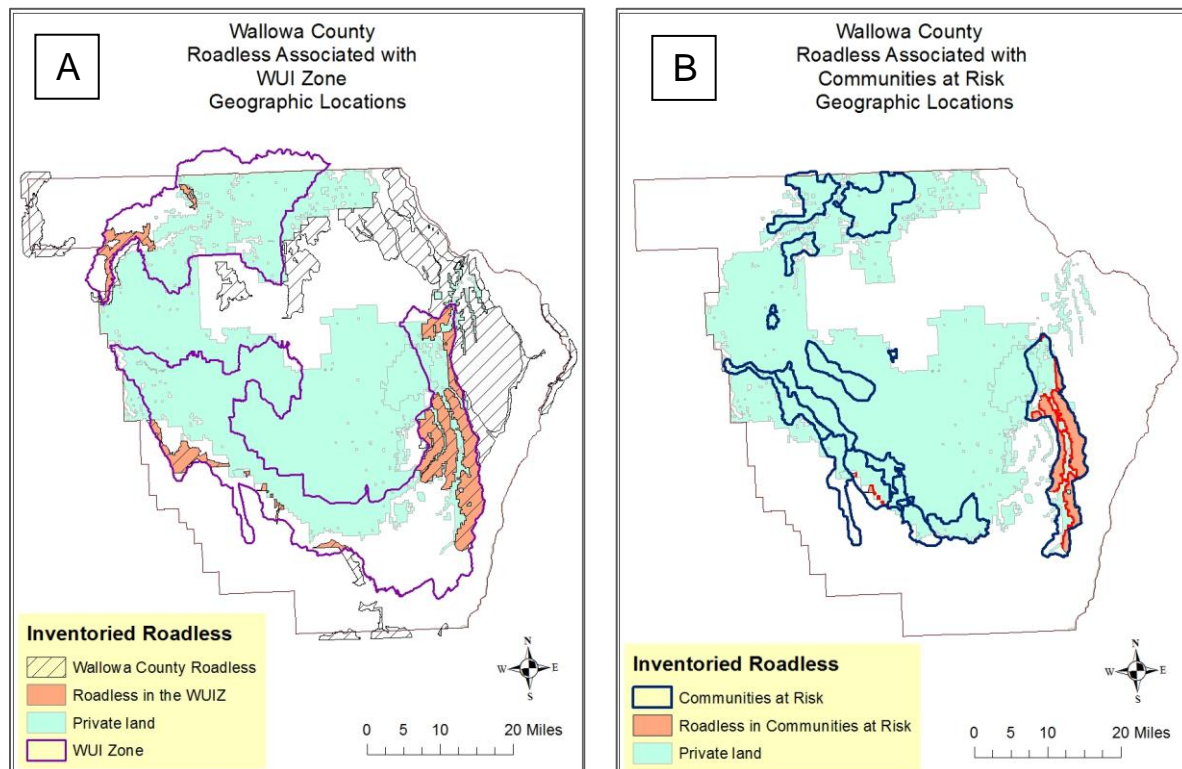 A
Wallowa County
Roadless Associated with
WUI Zone
Geographic Locations
Inventoried Roadless
Wallowa County Roadless
Roadless in the WUIZ
Private land
WUI Zone
N
W E
S
0 5 10 20 Miles
B
Wallowa County
Roadless Associated with
Communities at Risk
Geographic Locations
Inventoried Roadless
Communities at Risk
Roadless in Communities at Risk
Private land
N
W E
S
0 5 10 20 Miles